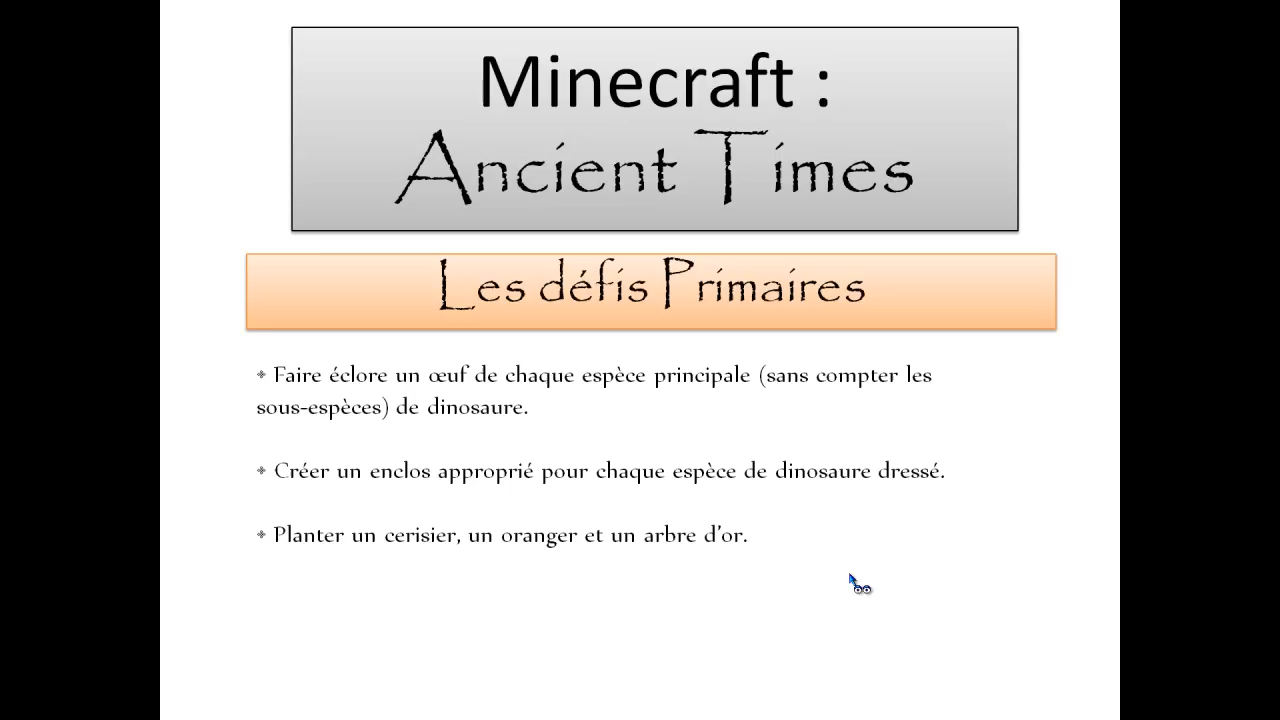 Minecraft :
Ancient Times
Les défis Primaires
Faire éclore un œuf de chaque espèce principale (sans compter les
sous-espèces) de dinosaure.
Créer un enclos approprié pour chaque espèce de dinosaure dressé.
Planter un cerisier, un oranger et un arbre d’or.